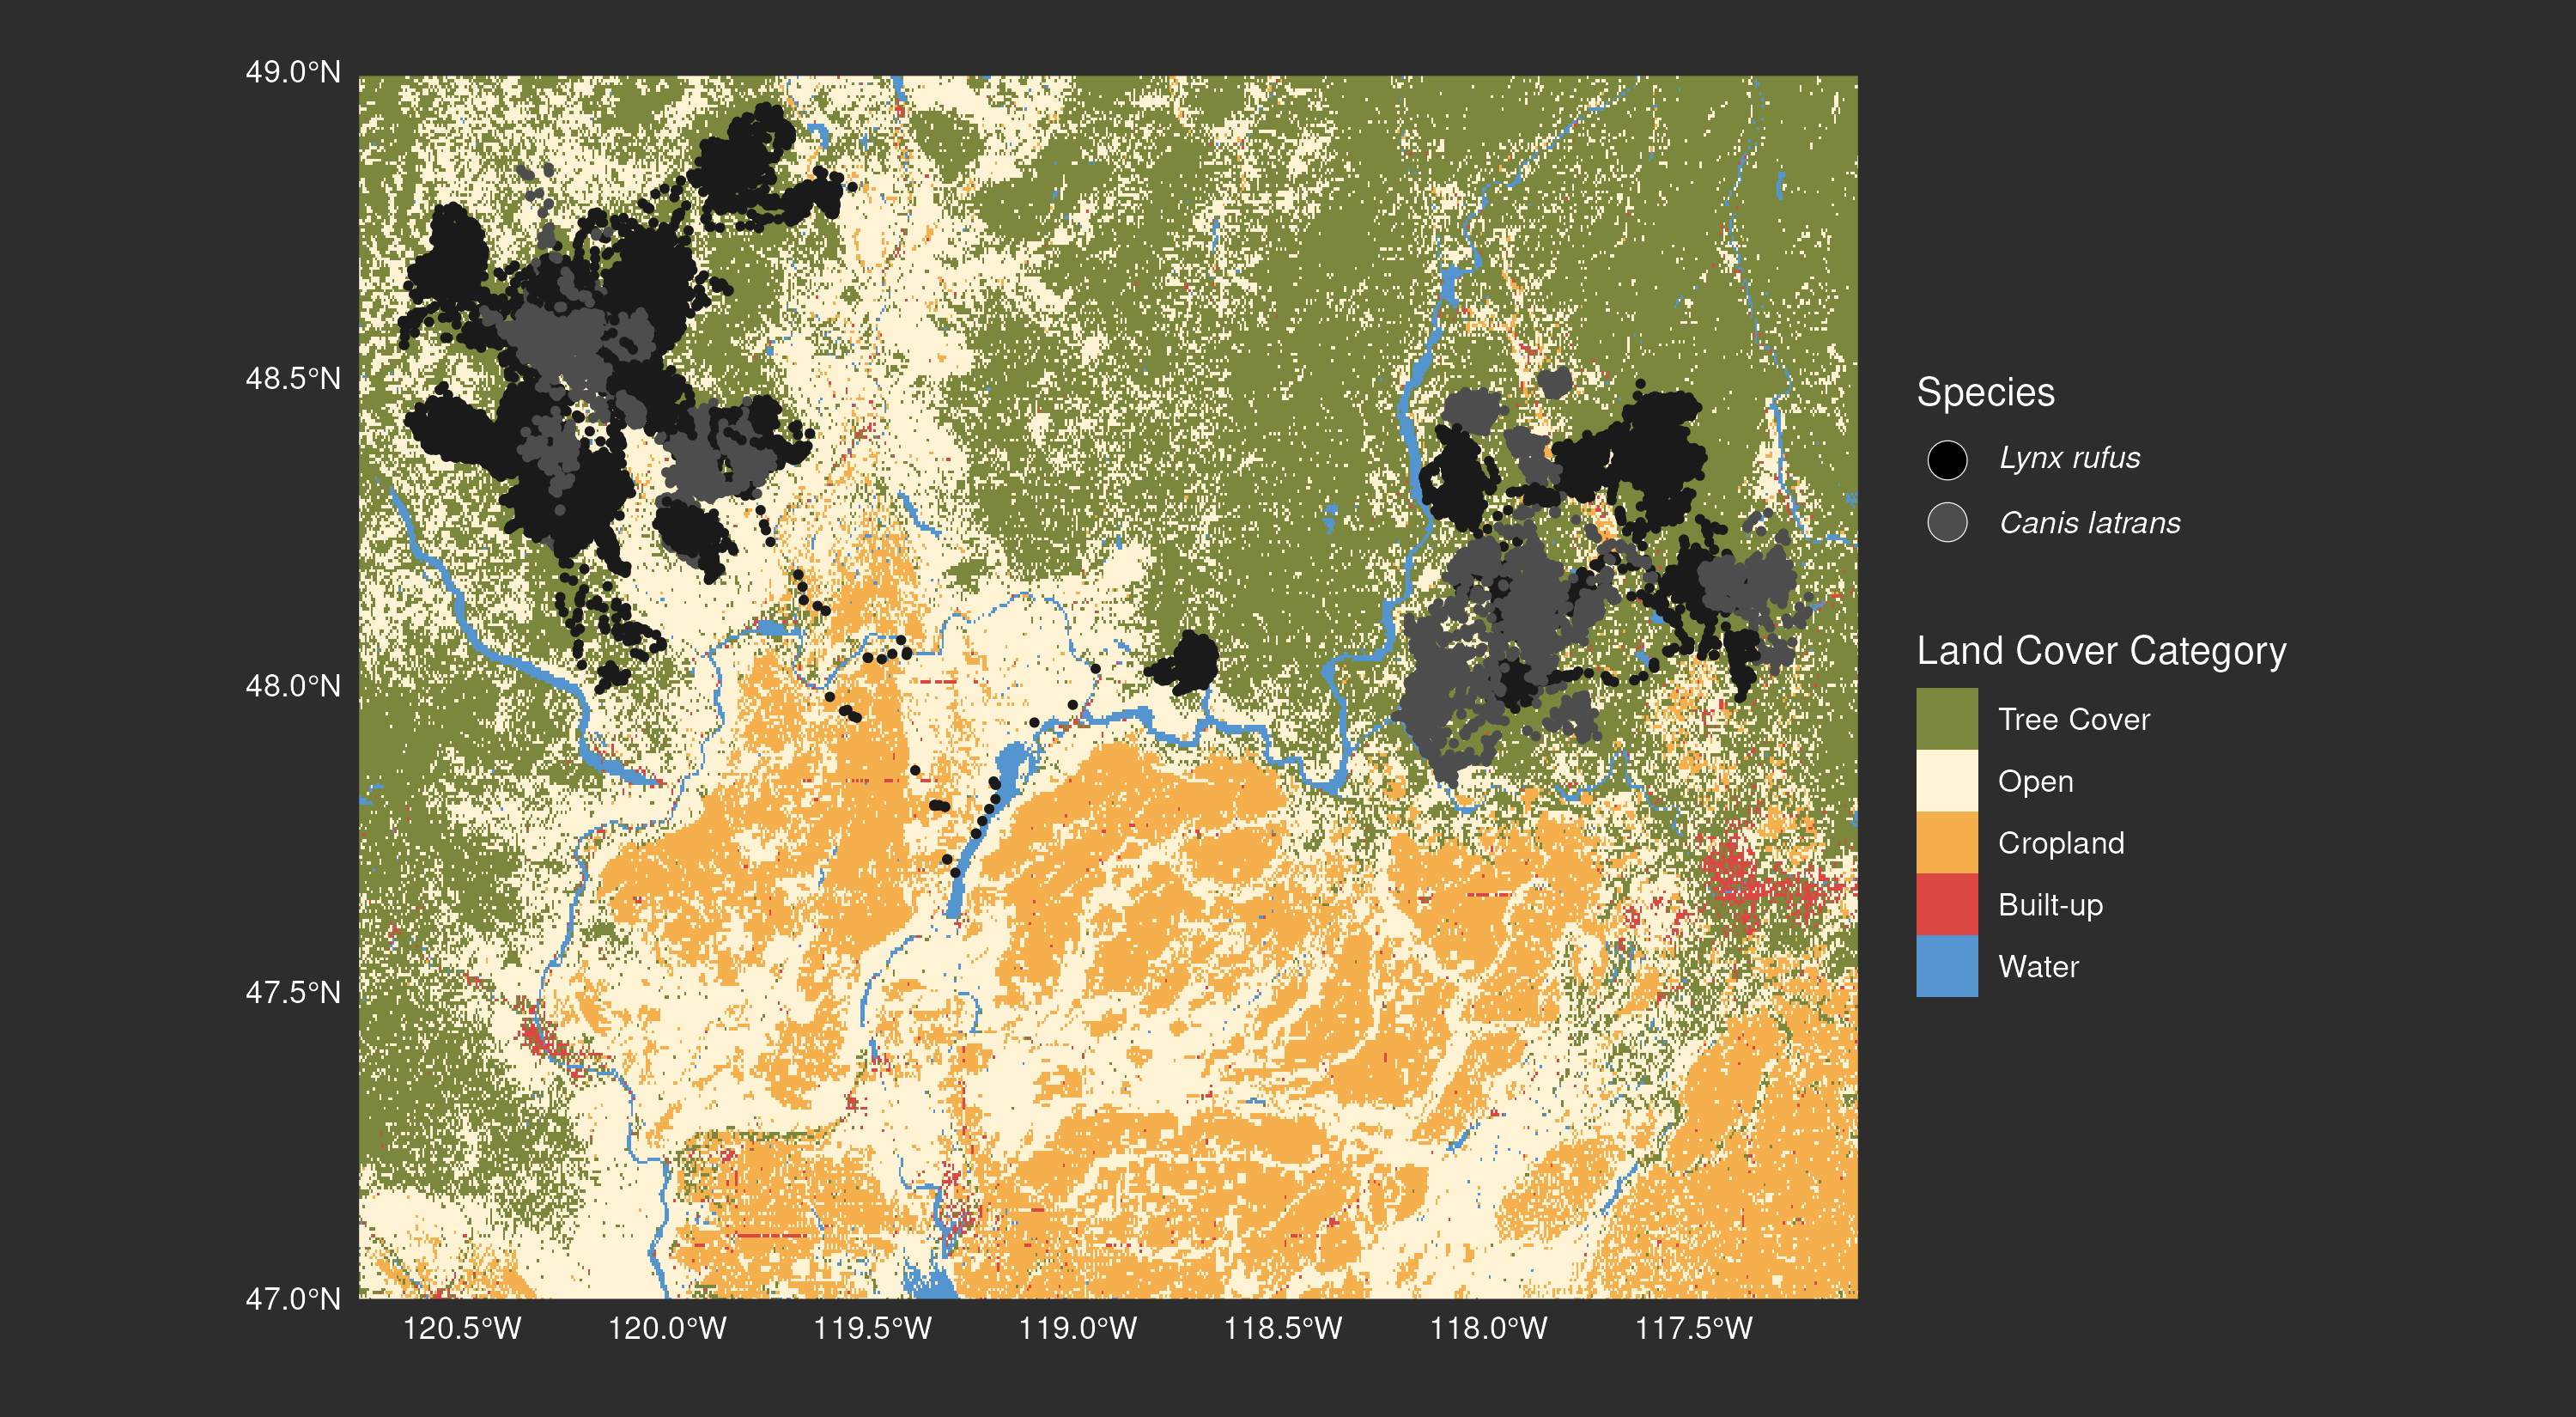 49.0°N
48.5°N
48.0°N
47.5°N
47.0°N
120.5°W 120.0°W 119.5°W 119.0°W 118.5°W 118.0°W 117.5°W
Species
Lynx rufus
Canis latrans
Land Cover Category
Tree Cover
Open
Cropland
Built-up
Water